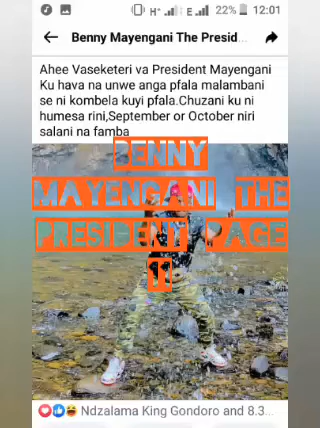 H+ E 22% 12:01
Benny Mayengani The Presid...
Ahee Vaseketeri va President Mayengani
Ku hava na unwe anga pfala malambani
se ni kombela kuyi pfala.Chuzani ku ni
humesa rini,September or October niri
salani na famba
BENNY
MAYENGANI THE
PRESIDENT PAGE
11
Ndzalama King Gondoro and 8.3...